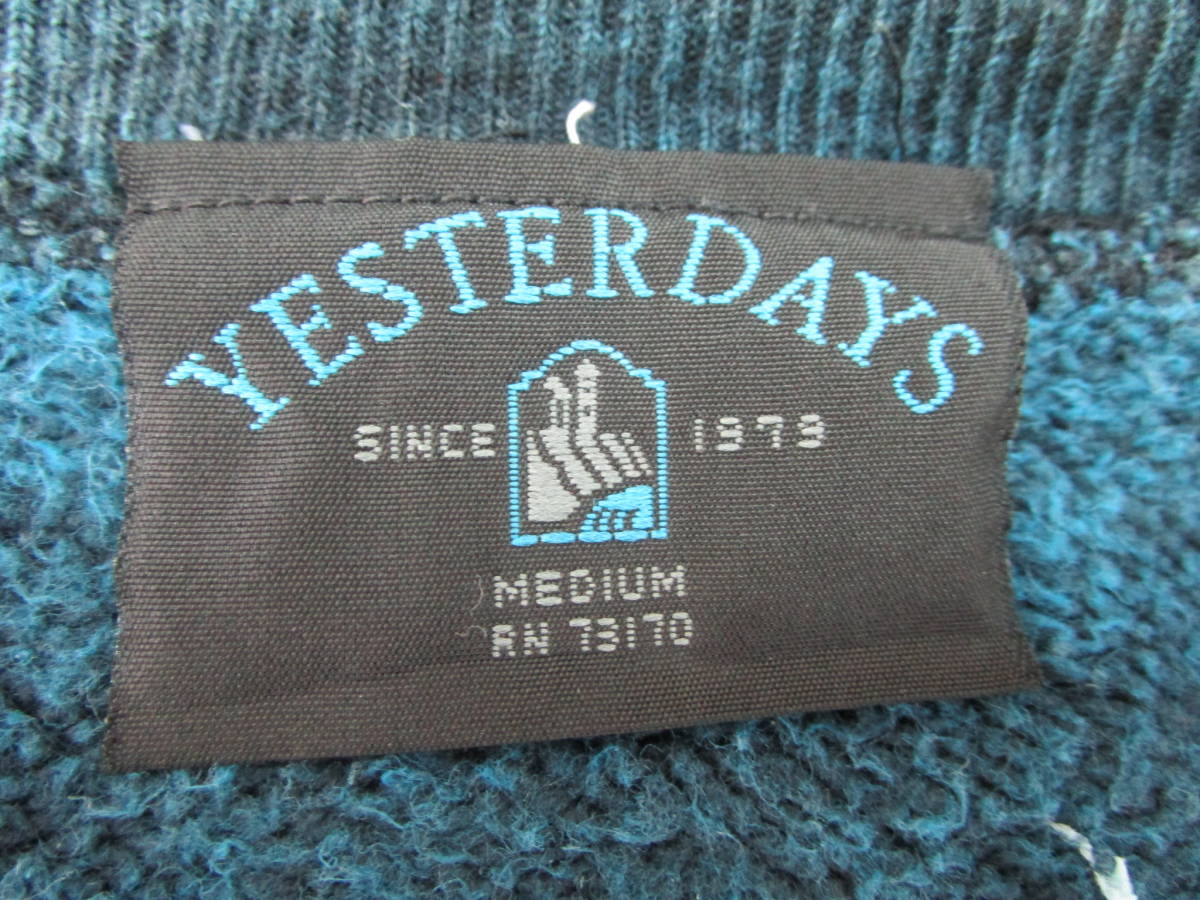 YESTERDAYS
SINCE 1979
MEDIUM
RN 73170